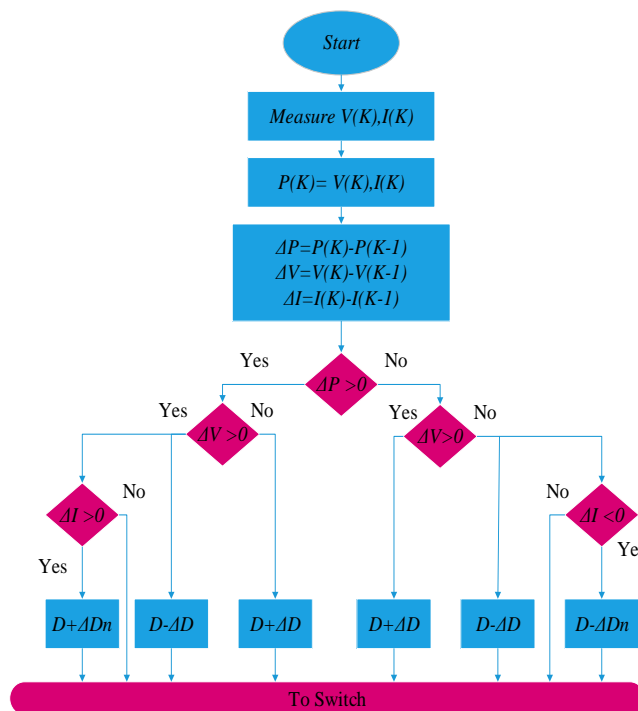 Start
Measure V(K),I(K)
P(K)= V(K),I(K)
ΔP=P(K)-P(K-1)
ΔV=V(K)-V(K-1)
ΔI=I(K)-I(K-1)
Yes
No
ΔP >0
Yes
No
Yes
No
ΔV >0
ΔV>0
No
No
ΔI >0
ΔI <0
Yes
Ye
D+ΔDn
D-ΔD
D+ΔD
D+ΔD
D-ΔD
D-ΔDn
To Switch